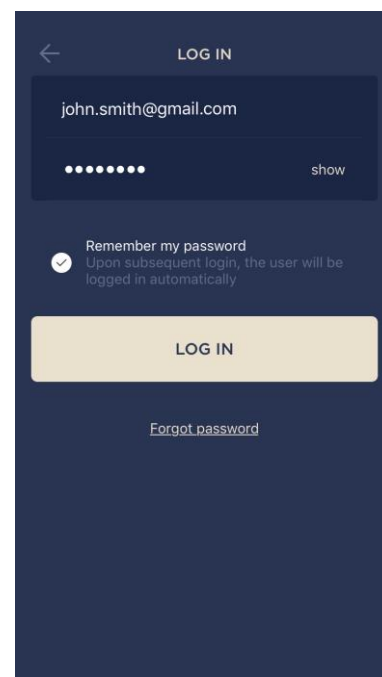 LOG IN
john.smith@gmail.com
●●●●●●●● show
Remember my password
Upon subsequent login, the user will be
logged in automatically
LOG IN
Forgot password